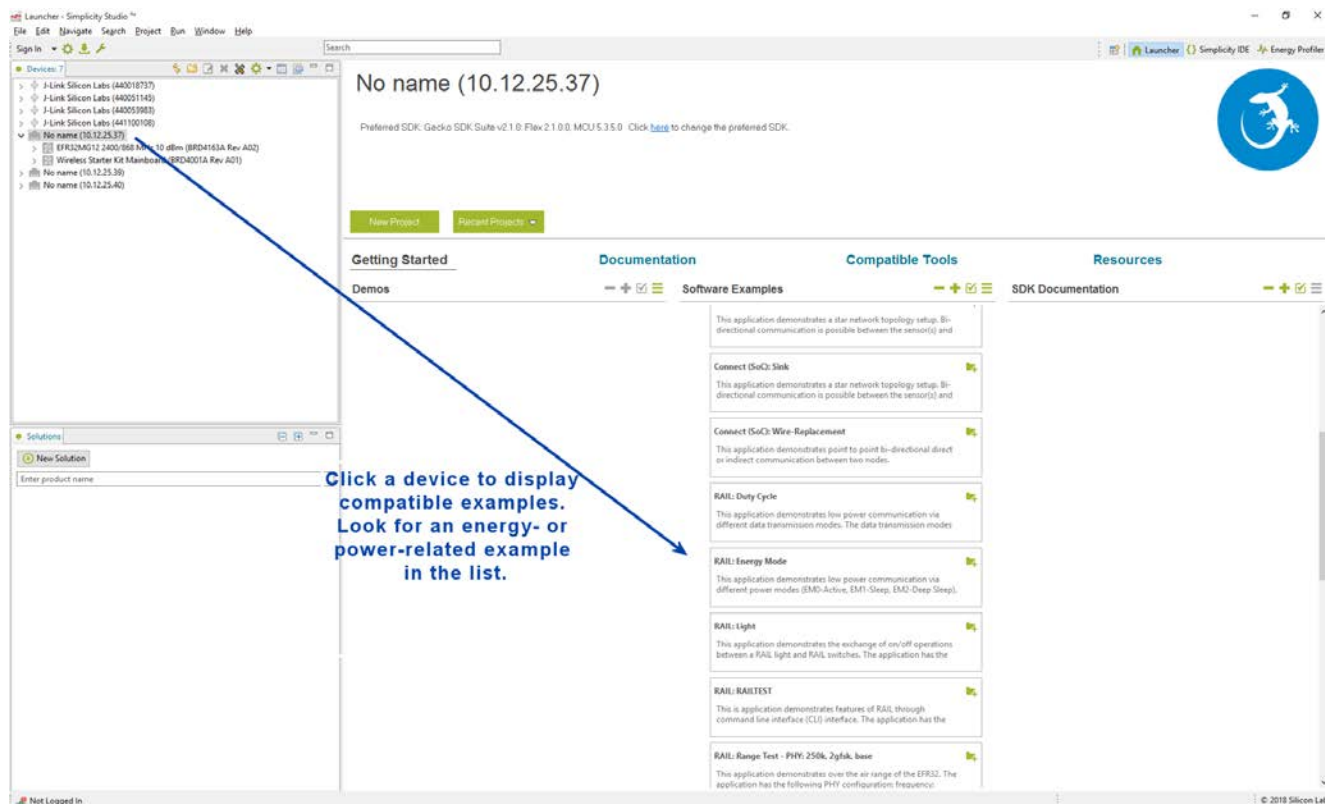 Launcher - Simplicity Studio ™
File Edit Navigate Search Project Run Window Help
Sign In
Search
Launcher {} Simplicity IDE Energy Profiler
Devices: 7
J-Link Silicon Labs (440018737)
J-Link Silicon Labs (440051145)
J-Link Silicon Labs (440053983)
J-Link Silicon Labs (441100108)
No name (10.12.25.37)
EFR32MG12 2400/868 MHz 10 dBm (BRD4163A Rev A02)
Wireless Starter Kit Mainboard (BRD4001A Rev A01)
No name (10.12.25.39)
No name (10.12.25.40)
No name (10.12.25.37)
Preferred SDK: Gecko SDK Suite v2.1.0: Flex 2.1.0.0, MCU 5.3.5.0 Click here to change the preferred SDK.
New Project
Recent Projects
Getting Started
Documentation
Compatible Tools
Resources
Demos
Software Examples
SDK Documentation
This application demonstrates a star network topology setup. Bi-
directional communication is possible between the sensor(s) and
Connect (SoC): Sink
This application demonstrates a star network topology setup. Bi-
directional communication is possible between the sensor(s) and
Connect (SoC): Wire-Replacement
This application demonstrates point to point bi-directional direct
or indirect communication between two nodes.
RAIL: Duty Cycle
This application demonstrates low power communication via
different data transmission modes. The data transmission modes
RAIL: Energy Mode
This application demonstrates low power communication via
different power modes (EM0-Active, EM1-Sleep, EM2-Deep Sleep).
RAIL: Light
This application demonstrates the exchange of on/off operations
between a RAIL light and RAIL switches. The application has the
RAIL: RAILTEST
This is application demonstrates features of RAIL through
command line interface (CLI) interface. The application has the
RAIL: Range Test - PHY: 250k, 2gfsk, base
This application demonstrates over the air range of the EFR32. The
application has the following PHY configuration: frequency:
Solutions
New Solution
Enter product name
Click a device to display
compatible examples.
Look for an energy- or
power-related example
in the list.
Not Logged In
© 2018 Silicon Lab